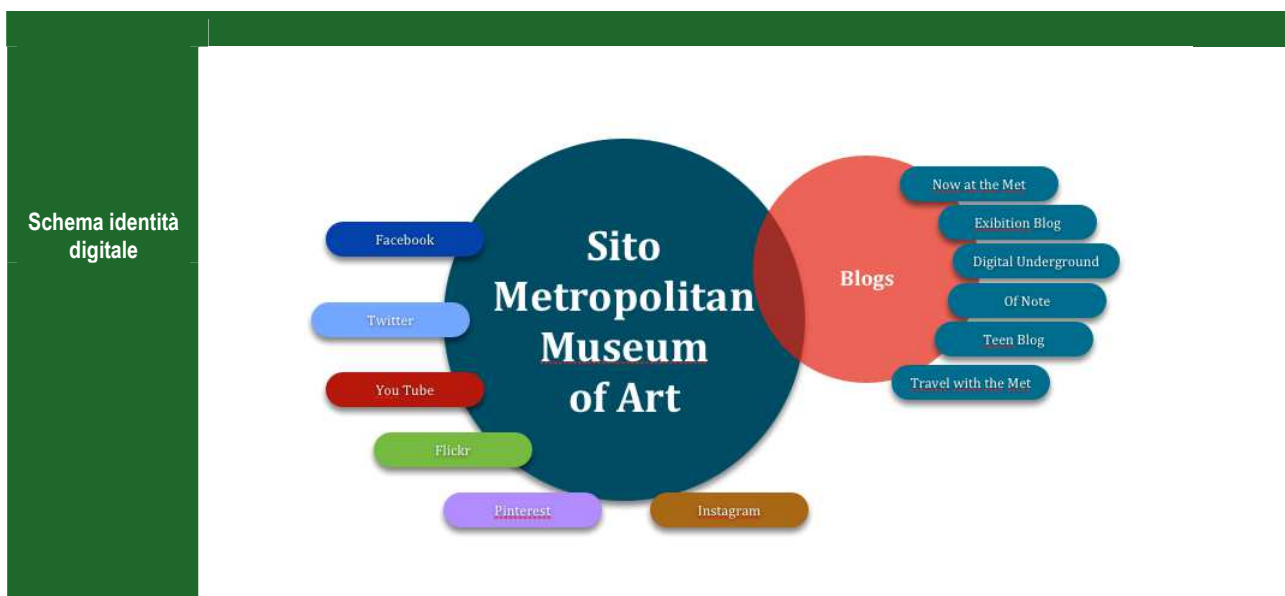 Schema identità
digitale
Facebook
Twitter
You Tube
Flickr
Pinterest
Instagram
Sito
Metropolitan
Museum
of Art
Blogs
Now at the Met
Exibition Blog
Digital Underground
Of Note
Teen Blog
Travel with the Met